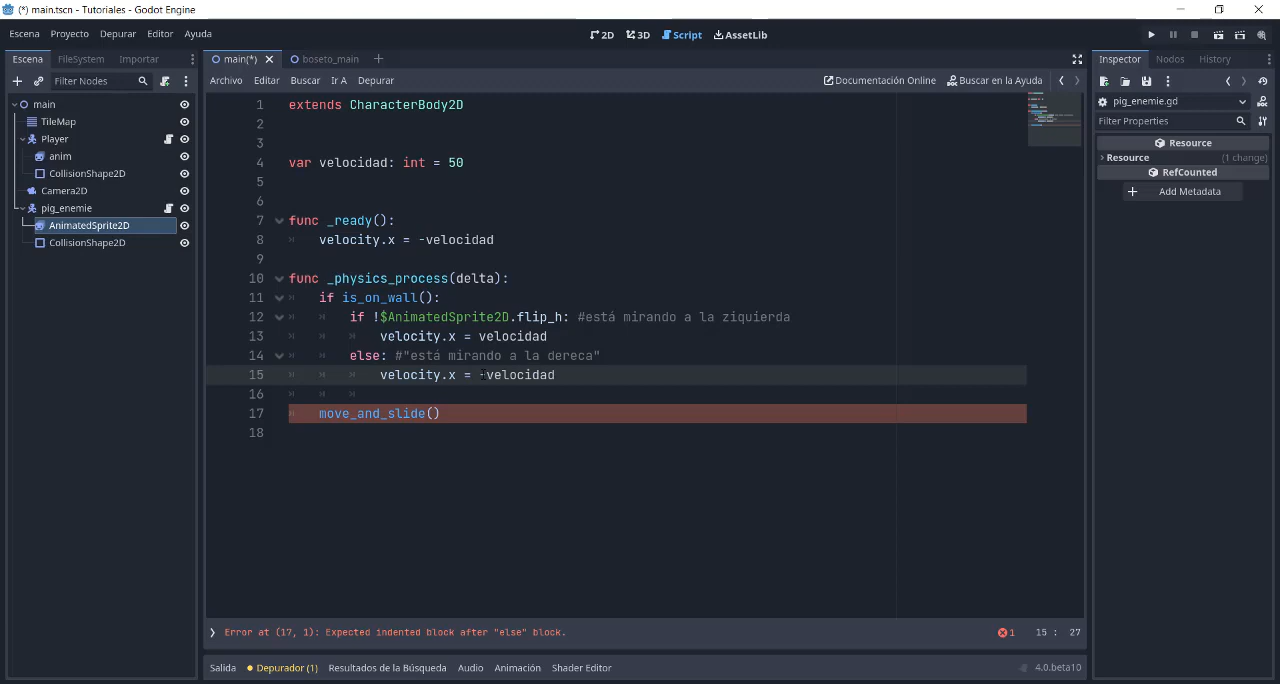 (*) main.tscn - Tutoriales - Godot Engine
Escena Proyecto Depurar Editor Ayuda
2D 3D Script AssetLib
Escena FileSystem Importar
main(*) boseto_main
Inspector Nodos History
Filter Nodes
Archivo Editar Buscar Ir A Depurar
Documentación Online Buscar en la Ayuda
main
TileMap
Player
anim
CollisionShape2D
Camera2D
pig_enemie
AnimatedSprite2D
CollisionShape2D
1 extends CharacterBody2D
2
3
4 var velocidad: int = 50
5
6
7 func _ready():
8 velocity.x = -velocidad
9
10 func _physics_process(delta):
11 if is_on_wall():
12 if !$AnimatedSprite2D.flip_h: #está mirando a la ziquierda
13 velocity.x = velocidad
14 else: #"está mirando a la dereca"
15 velocity.x = -velocidad
16
17 move_and_slide()
18
pig_enemie.gd
Filter Properties
Resource
Resource (1 change)
RefCounted
Add Metadata
Error at (17, 1): Expected indented block after "else" block.
1 15 : 27
Salida Depurador (1) Resultados de la Búsqueda Audio Animación Shader Editor
4.0.beta10